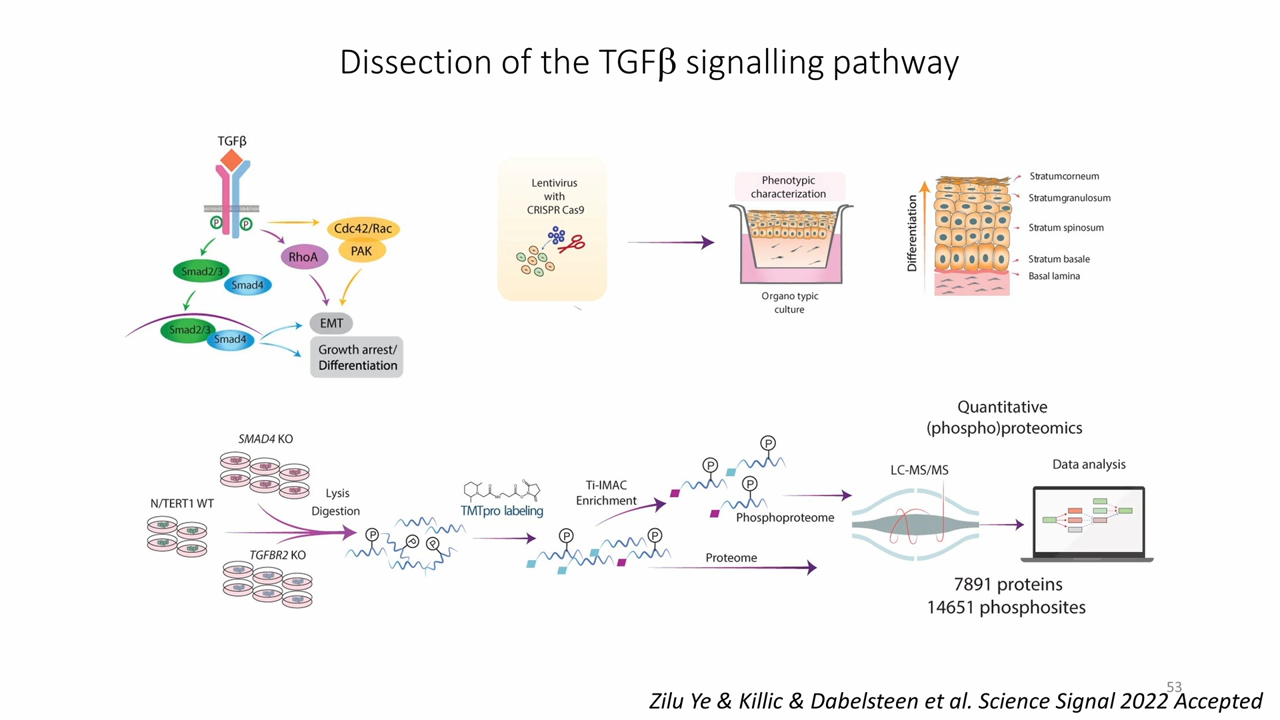 Dissection of the TGFβ signalling pathway
TGFβ
P
P
Cdc42/Rac
PAK
RhoA
Smad2/3
Smad4
Smad2/3
Smad4
EMT
Growth arrest/
Differentiation
Lentivirus
with
CRISPR Cas9
Phenotypic
characterization
Organo typic
culture
Differentiation
Stratumcorneum
Stratumgranulosum
Stratum spinosum
Stratum basale
Basal lamina
SMAD4 KO
N/TERT1 WT
TGFBR2 KO
Lysis
Digestion
P
P
P
TMTpro labeling
P
P
Ti-IMAC
Enrichment
P
P
P
Phosphoproteome
Proteome
Quantitative
(phospho)proteomics
LC-MS/MS
Data analysis
7891 proteins
14651 phosphosites
53
Zilu Ye & Killic & Dabelsteen et al. Science Signal 2022 Accepted